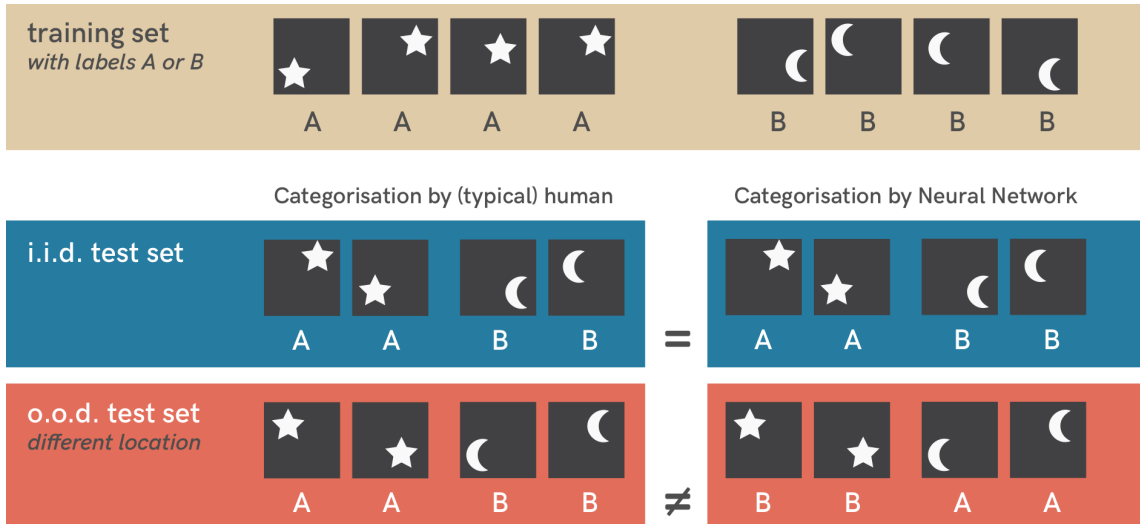 training set
with labels A or B
A A A A B B B B
Categorisation by (typical) human
Categorisation by Neural Network
i.i.d. test set
A A B B = A A B B
o.o.d. test set
different location
A A B B ≠ B B A A